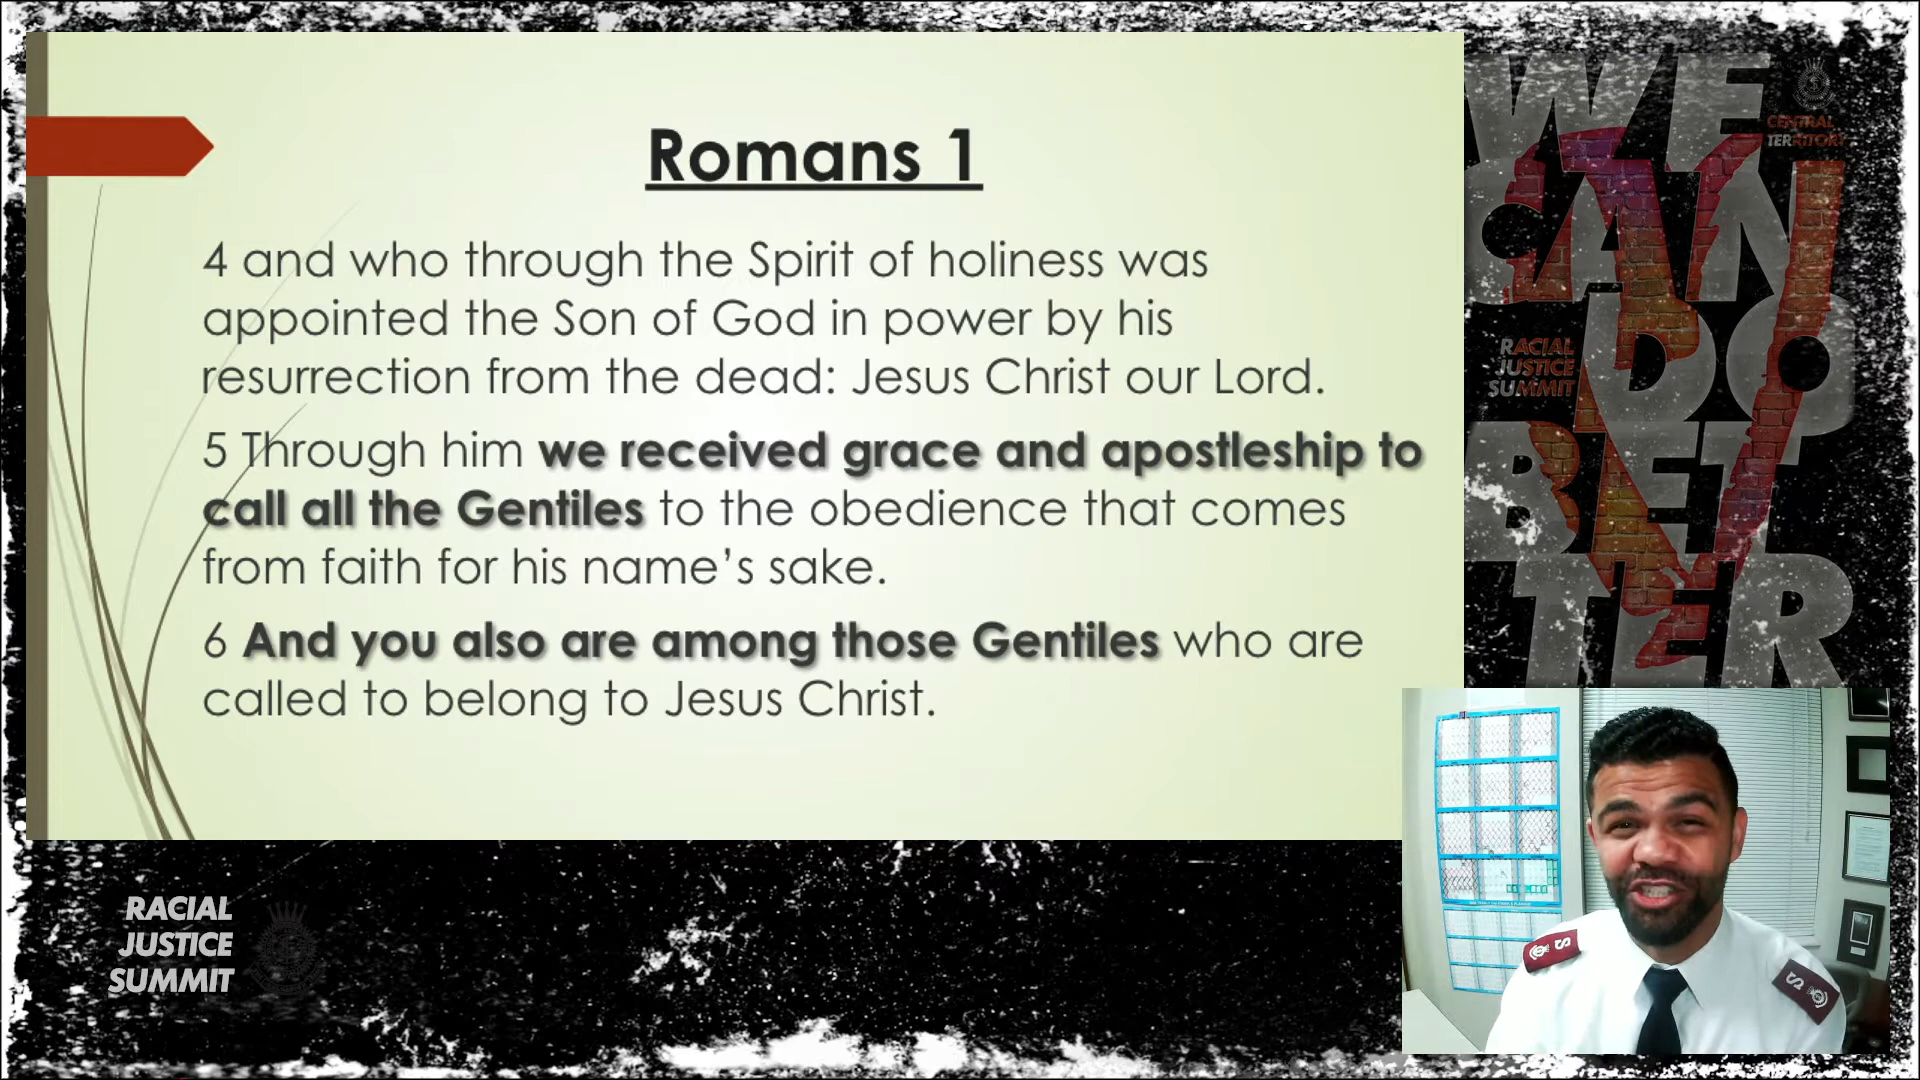 Romans 1
4 and who through the Spirit of holiness was
appointed the Son of God in power by his
resurrection from the dead: Jesus Christ our Lord.
5 Through him we received grace and apostleship to
call all the Gentiles to the obedience that comes
from faith for his name’s sake.
6 And you also are among those Gentiles who are
called to belong to Jesus Christ.
WE
CAN
DO
BET
TER
CENTRAL
TERRITORY
RACIAL
JUSTICE
SUMMIT
RACIAL
JUSTICE
SUMMIT
S
S